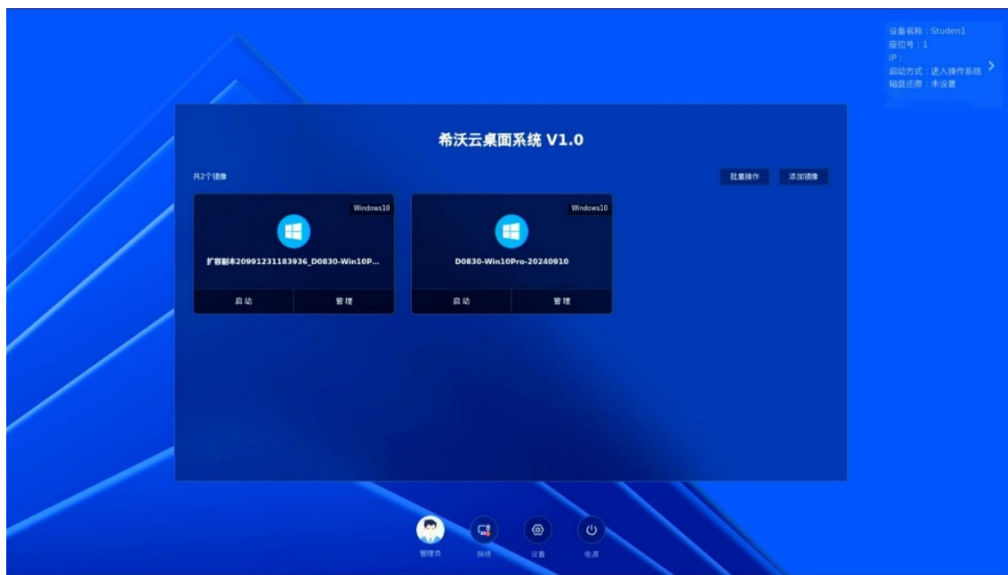 设备名称：Studen1
座位号：1
IP：
启动方式：进入操作系统
磁盘还原：未设置
希沃云桌面系统 V1.0
共2个镜像
批量操作 添加镜像
Windows10
扩容副本20991231183936_D0830-Win10P...
启动 管理
Windows10
D0830-Win10Pro-20240910
启动 管理
管理员 网络 设置 电源